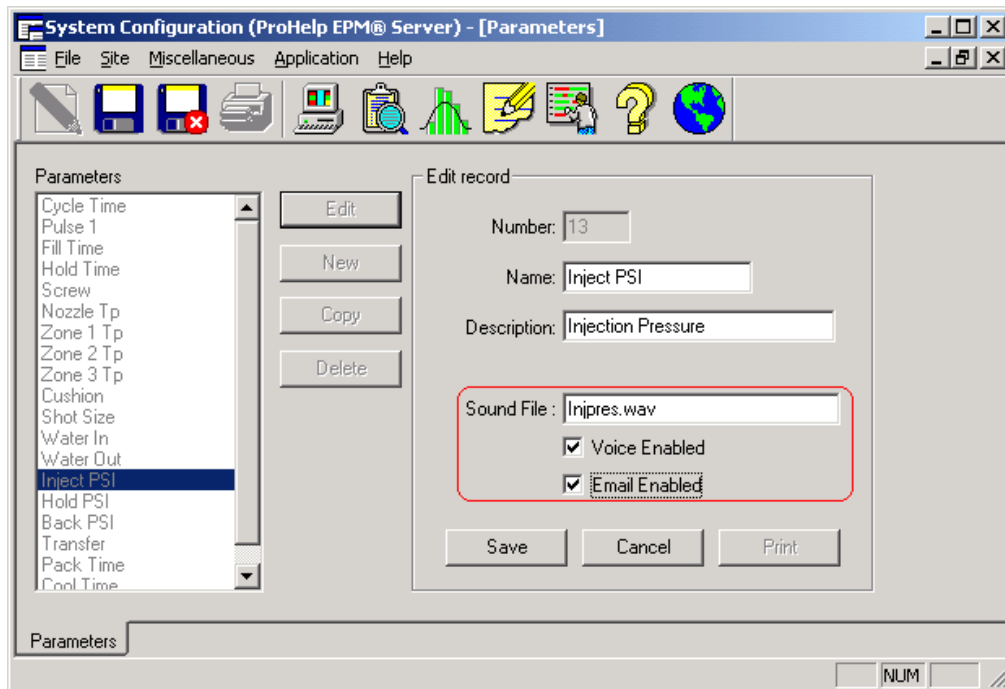 System Configuration (ProHelp EPM® Server) - [Parameters]
File Site Miscellaneous Application Help
Parameters
Cycle Time
Pulse 1
Fill Time
Hold Time
Screw
Nozzle Tp
Zone 1 Tp
Zone 2 Tp
Zone 3 Tp
Cushion
Shot Size
Water In
Water Out
Inject PSI
Hold PSI
Back PSI
Transfer
Pack Time
Cool Time
Edit
New
Copy
Delete
Edit record
Number: 13
Name: Inject PSI
Description: Injection Pressure
Sound File : Injpres.wav
Voice Enabled
Email Enabled
Save Cancel Print
Parameters
NUM